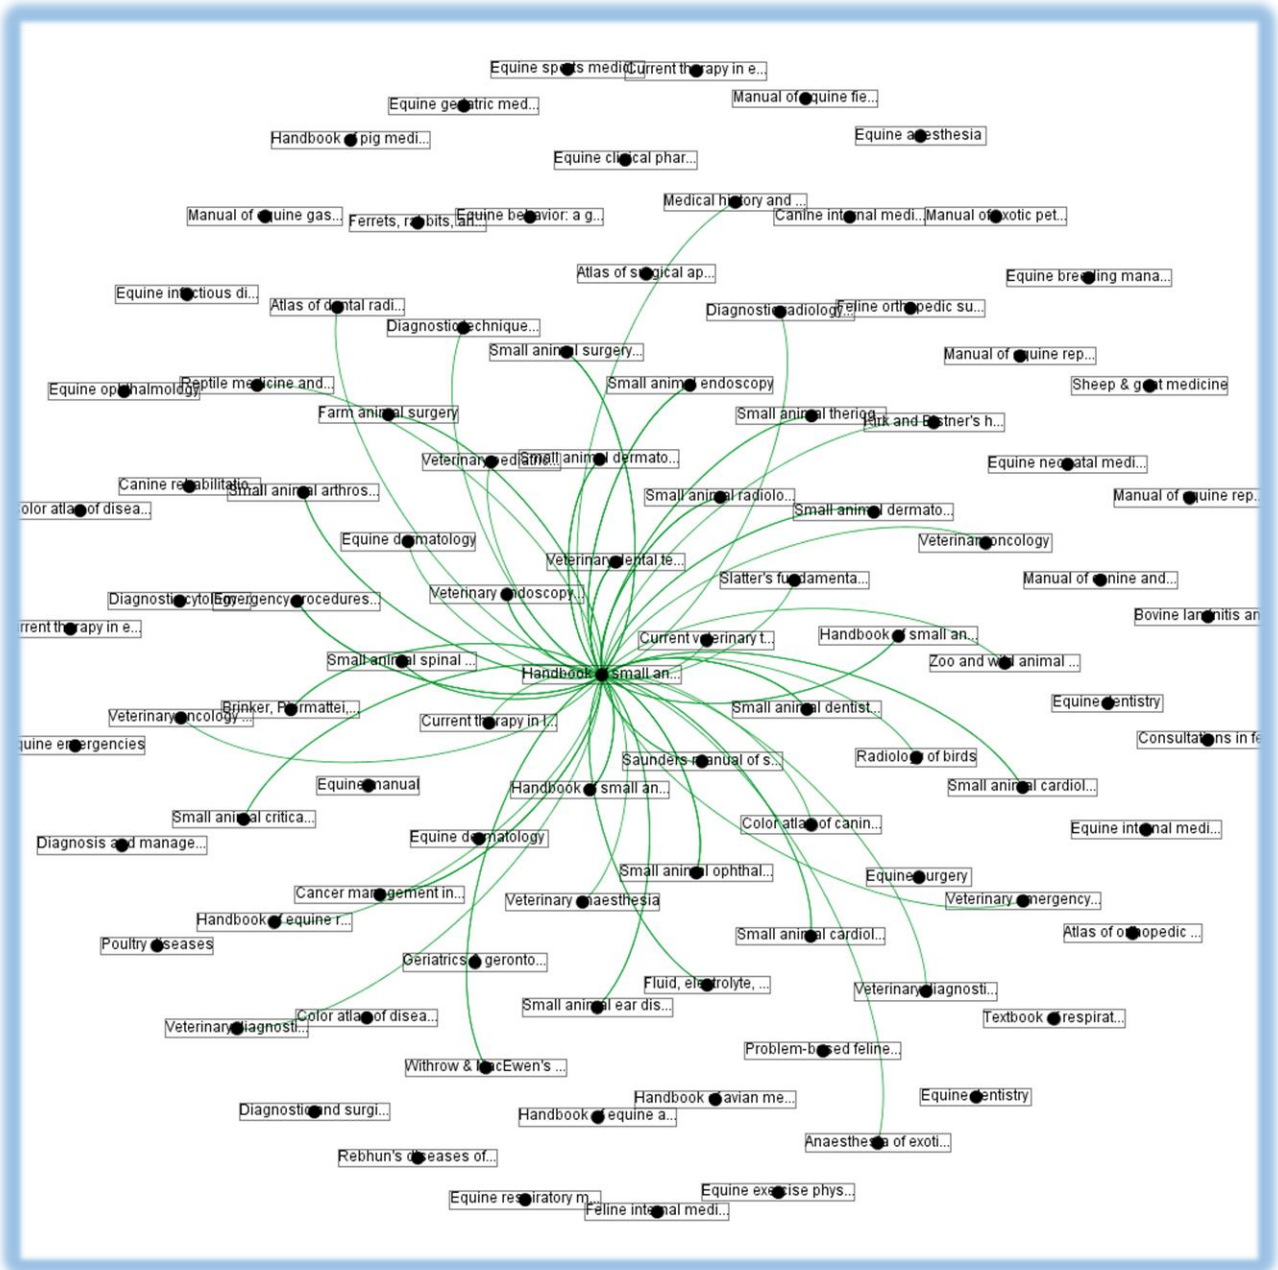 Equine sports medic...
Current therapy in e...
Manual of equine fie...
Equine geriatric med...
Equine anesthesia
Handbook of pig medi...
Equine clinical phar...
Medical history and ...
Manual of equine gas...
Ferrets, rabbits, an...
Equine behavior: a g...
Canine internal medi...
Manual of exotic pet...
Atlas of surgical ap...
Equine breeding mana...
Equine infectious di...
Atlas of dental radi...
Diagnostic radiology...
Feline orthopedic su...
Diagnostic technique...
Small animal surgery...
Manual of equine rep...
Equine ophthalmology
Reptile medicine and...
Small animal endoscopy
Sheep & goat medicine
Farm animal surgery
Small animal theriog...
Kirk and Bistner's h...
Veterinary pediatric...
Small animal dermato...
Equine neonatal medi...
Canine rehabilitatio...
Small animal arthros...
Small animal radiolo...
Manual of equine rep...
olor atlas of disea...
Small animal dermato...
Equine dermatology
Veterinary oncology
Veterinary dental te...
Slatter's fundamenta...
Manual of canine and...
Diagnostic cytology...
Emergency procedures...
Veterinary endoscopy...
Bovine laminitis an
rrent therapy in e...
Current veterinary t...
Handbook of small an...
Small animal spinal ...
Zoo and wild animal ...
Handbook of small an...
Veterinary oncology ...
Brinker, Piermattei,...
Current therapy in l...
Small animal dentist...
Equine dentistry
quine emergencies
Consultations in fe
Saunders manual of s...
Radiology of birds
Equine manual
Handbook of small an...
Small animal cardiol...
Small animal critica...
Color atlas of canin...
Equine internal medi...
Diagnosis and manage...
Equine dermatology
Small animal ophthal...
Equine surgery
Cancer management in...
Veterinary anaesthesia
Veterinary emergency...
Handbook of equine r...
Poultry diseases
Small animal cardiol...
Atlas of orthopedic ...
Geriatrics & geronto...
Fluid, electrolyte, ...
Veterinary diagnosti...
Small animal ear dis...
Veterinary diagnosti...
Color atlas of disea...
Textbook of respirat...
Problem-based feline...
Withrow & MacEwen's ...
Handbook of avian me...
Equine dentistry
Diagnostic and surgi...
Handbook of equine a...
Anaesthesia of exoti...
Rebhun's diseases of...
Equine exercise phys...
Equine respiratory m...
Feline internal medi...